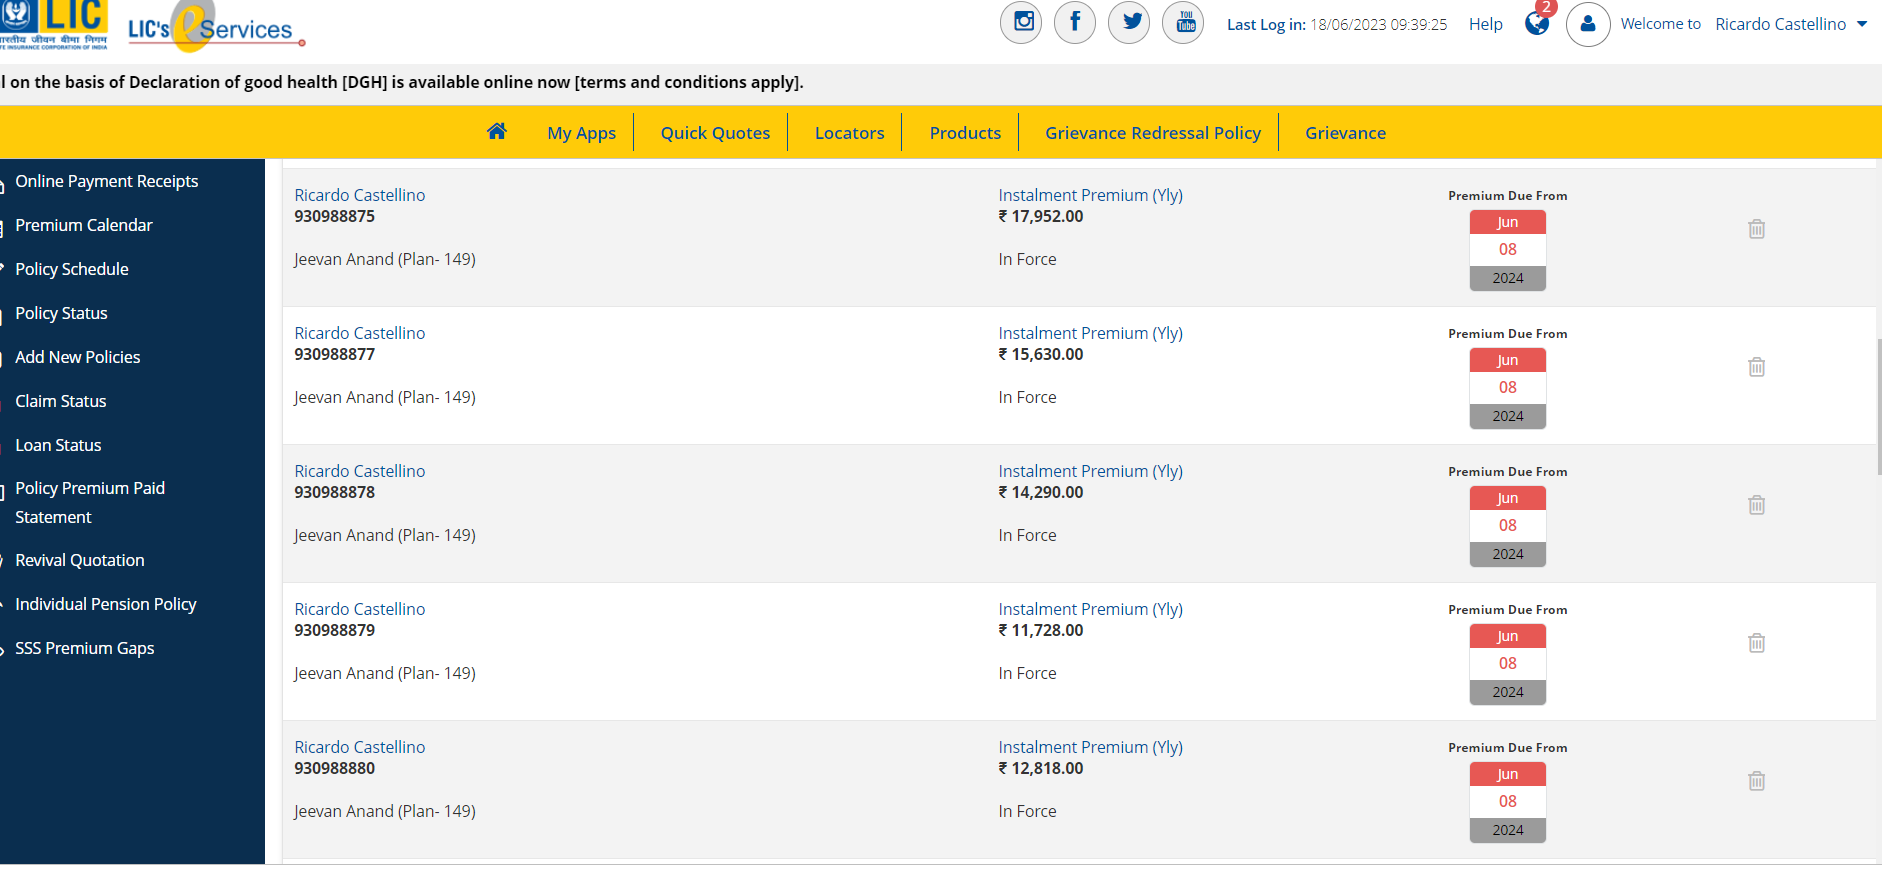 LIC
भारतीय जीवन बीमा निगम
LIFE INSURANCE CORPORATION OF INDIA
LIC's eServices
You Tube
Last Log in: 18/06/2023 09:39:25
Help
2
Welcome to Ricardo Castellino
l on the basis of Declaration of good health [DGH] is available online now [terms and conditions apply].
My Apps
Quick Quotes
Locators
Products
Grievance Redressal Policy
Grievance
Online Payment Receipts
Premium Calendar
Policy Schedule
Policy Status
Add New Policies
Claim Status
Loan Status
Policy Premium Paid
Statement
Revival Quotation
Individual Pension Policy
SSS Premium Gaps
Ricardo Castellino
930988875
Jeevan Anand (Plan- 149)
Instalment Premium (Yly)
₹ 17,952.00
In Force
Premium Due From
Jun
08
2024
Ricardo Castellino
930988877
Jeevan Anand (Plan- 149)
Instalment Premium (Yly)
₹ 15,630.00
In Force
Premium Due From
Jun
08
2024
Ricardo Castellino
930988878
Jeevan Anand (Plan- 149)
Instalment Premium (Yly)
₹ 14,290.00
In Force
Premium Due From
Jun
08
2024
Ricardo Castellino
930988879
Jeevan Anand (Plan- 149)
Instalment Premium (Yly)
₹ 11,728.00
In Force
Premium Due From
Jun
08
2024
Ricardo Castellino
930988880
Jeevan Anand (Plan- 149)
Instalment Premium (Yly)
₹ 12,818.00
In Force
Premium Due From
Jun
08
2024